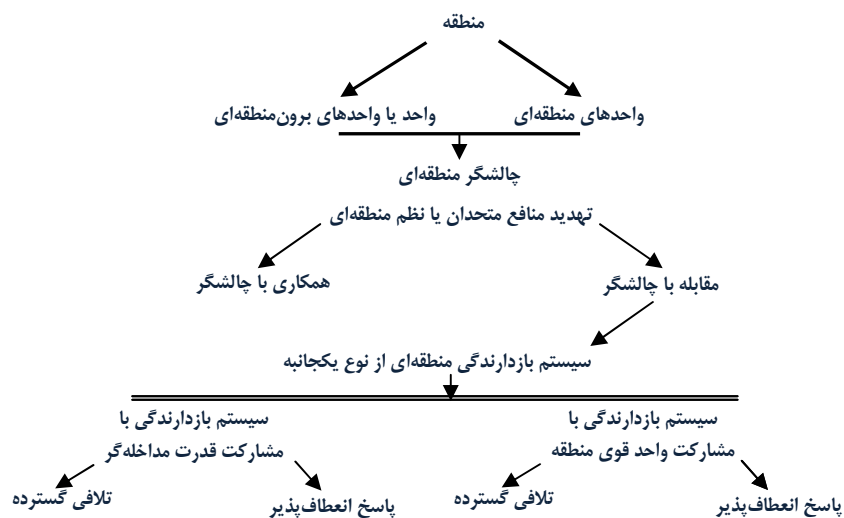 منطقه
واحدهای منطقه‌ای
واحد یا واحدهای برون‌منطقه‌ای
چالشگر منطقه‌ای
تهدید منافع متحدان یا نظم منطقه‌ای
مقابله با چالشگر
همکاری با چالشگر
سیستم بازدارندگی منطقه‌ای از نوع یکجانبه
سیستم بازدارندگی با
مشارکت واحد قوی منطقه
سیستم بازدارندگی با
مشارکت قدرت مداخله‌گر
پاسخ انعطاف‌پذیر
تلافی گسترده
پاسخ انعطاف‌پذیر
تلافی گسترده